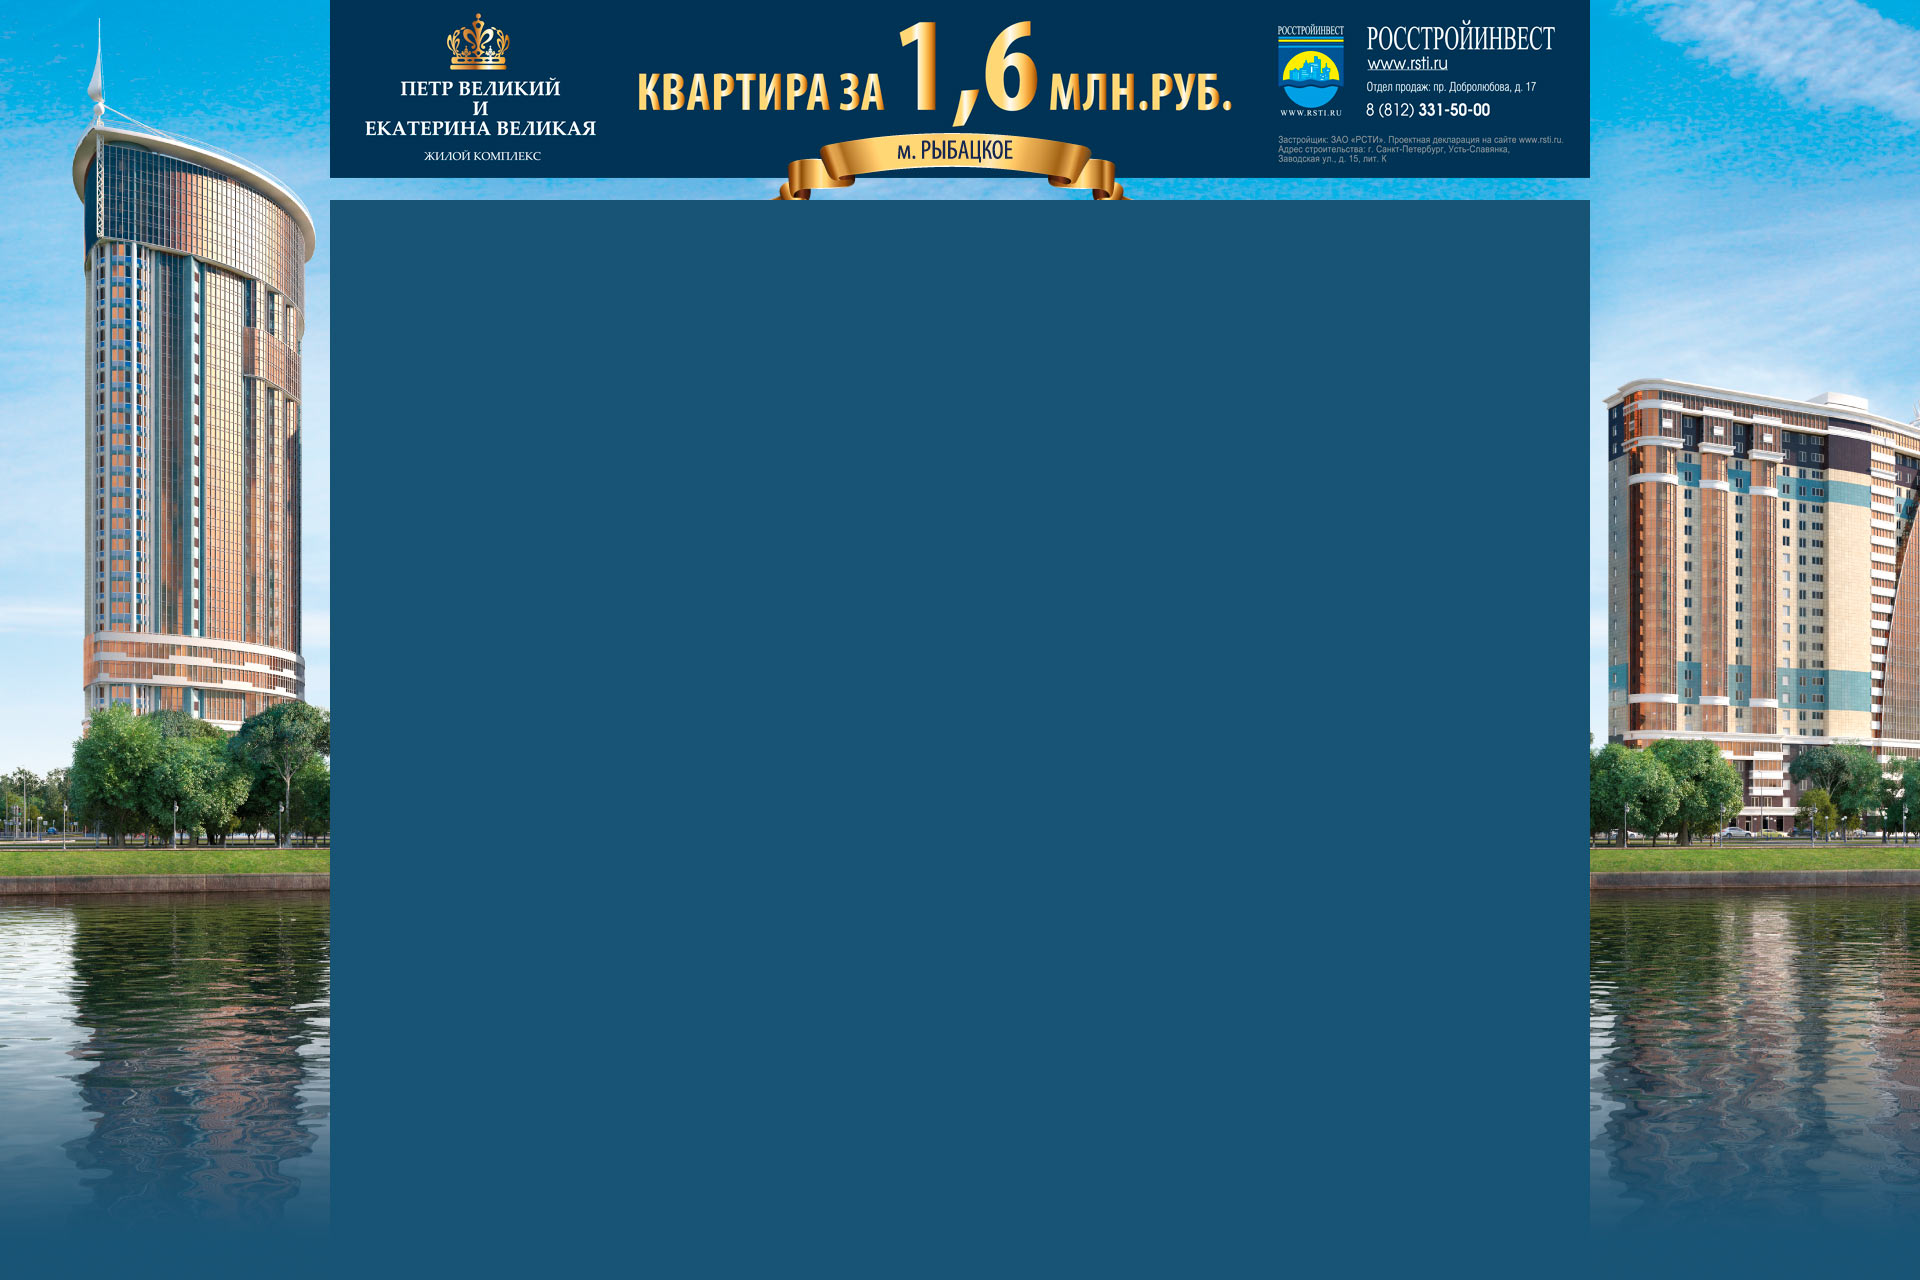 ПЕТР ВЕЛИКИЙ
И
ЕКАТЕРИНА ВЕЛИКАЯ
ЖИЛОЙ КОМПЛЕКС
КВАРТИРА ЗА 1,6 МЛН.РУБ.
м. РЫБАЦКОЕ
РОССТРОЙИНВЕСТ
WWW.RSTI.RU
РОССТРОЙИНВЕСТ
www.rsti.ru
Отдел продаж: пр. Добролюбова, д. 17
8 (812) 331-50-00
Застройщик: ЗАО «РСТИ». Проектная декларация на сайте www.rsti.ru.
Адрес строительства: г. Санкт-Петербург, Усть-Славянка,
Заводская ул., д. 15, лит. К